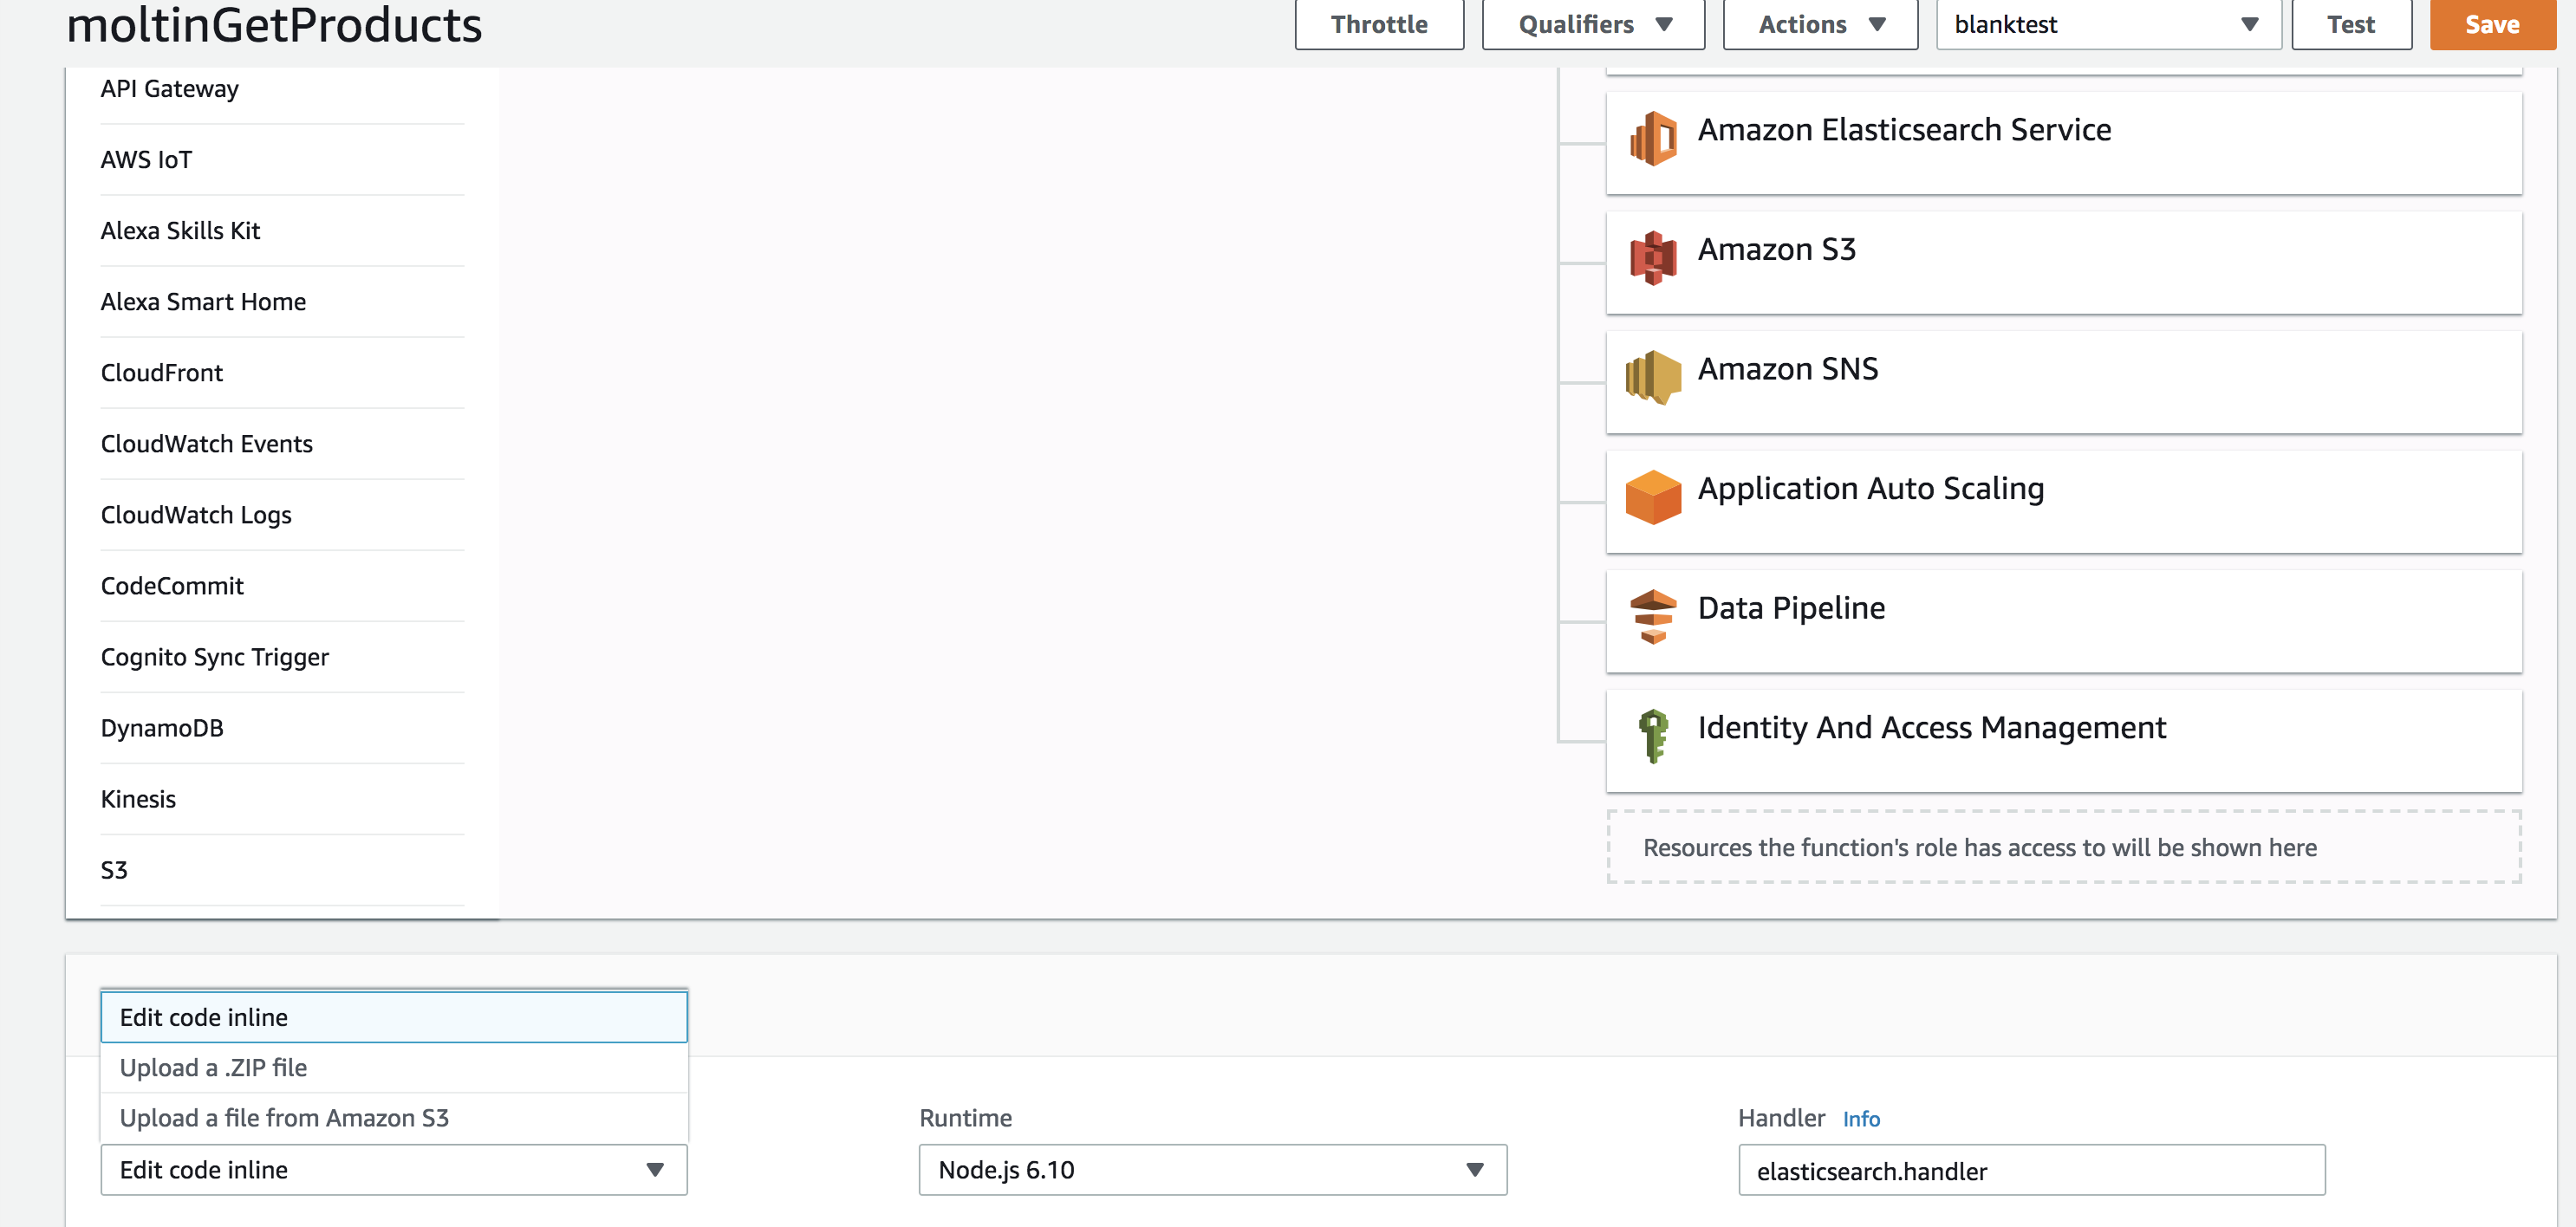 moltinGetProducts
Throttle
Qualifiers
Actions
blanktest
Test
Save
API Gateway
AWS IoT
Alexa Skills Kit
Alexa Smart Home
CloudFront
CloudWatch Events
CloudWatch Logs
CodeCommit
Cognito Sync Trigger
DynamoDB
Kinesis
S3
Amazon Elasticsearch Service
Amazon S3
Amazon SNS
Application Auto Scaling
Data Pipeline
Identity And Access Management
Resources the function's role has access to will be shown here
Edit code inline
Upload a .ZIP file
Upload a file from Amazon S3
Edit code inline
Runtime
Node.js 6.10
Handler Info
elasticsearch.handler